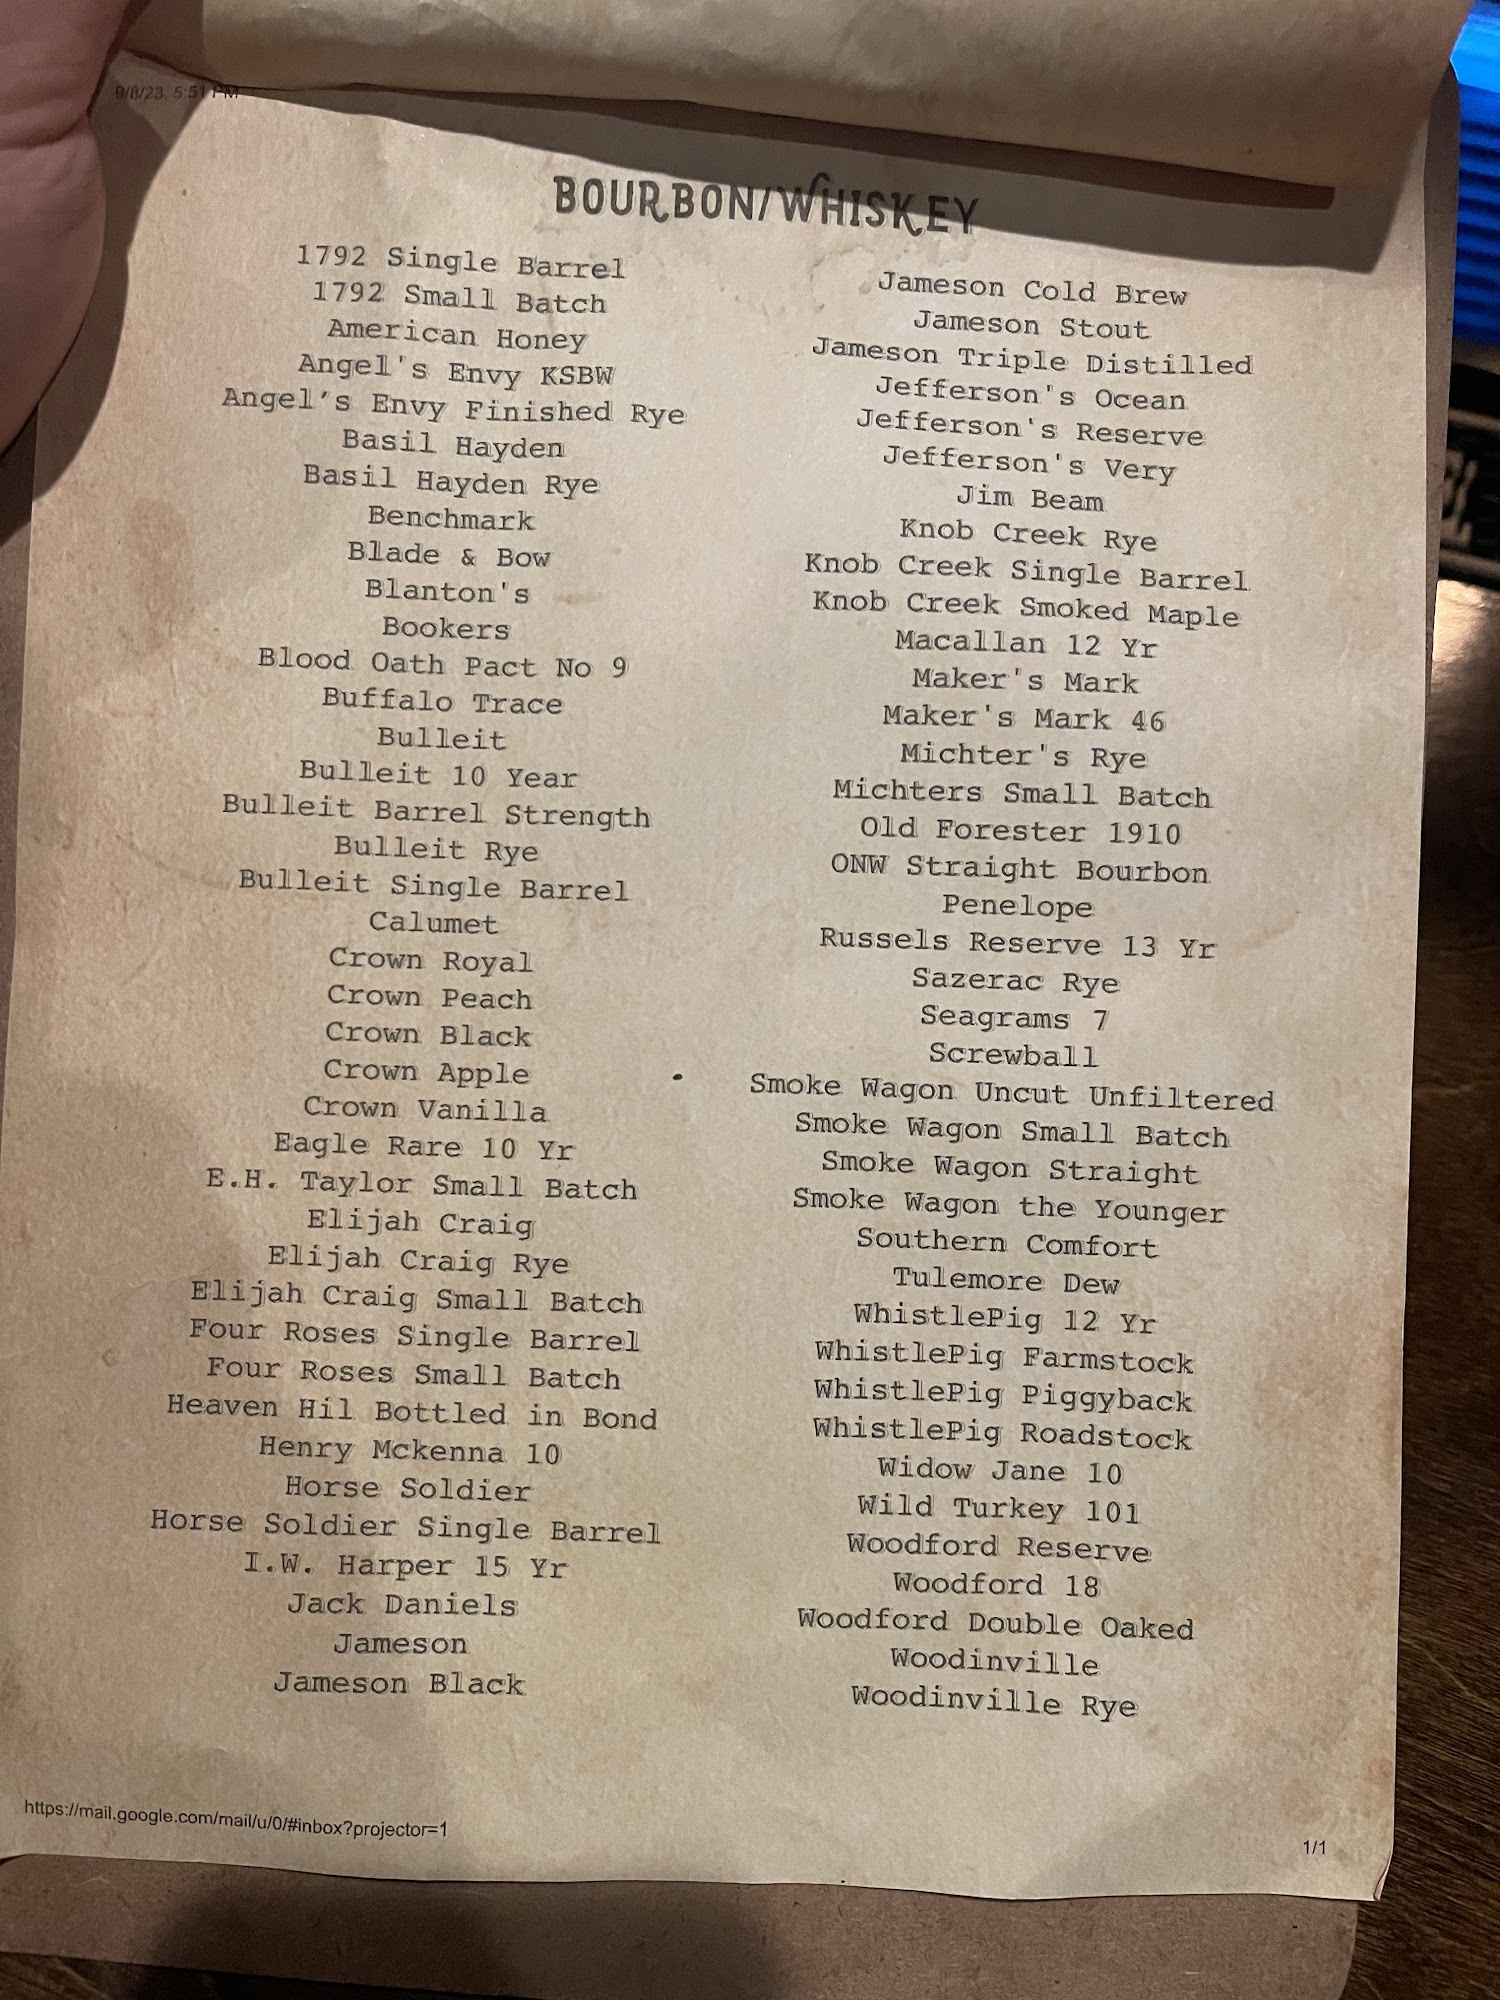 9/8/23, 5:51 PM
BOURBON/WHISKEY
1792 Single Barrel
1792 Small Batch
American Honey
Angel's Envy KSBW
Angel’s Envy Finished Rye
Basil Hayden
Basil Hayden Rye
Benchmark
Blade & Bow
Blanton's
Bookers
Blood Oath Pact No 9
Buffalo Trace
Bulleit
Bulleit 10 Year
Bulleit Barrel Strength
Bulleit Rye
Bulleit Single Barrel
Calumet
Crown Royal
Crown Peach
Crown Black
Crown Apple
Crown Vanilla
Eagle Rare 10 Yr
E.H. Taylor Small Batch
Elijah Craig
Elijah Craig Rye
Elijah Craig Small Batch
Four Roses Single Barrel
Four Roses Small Batch
Heaven Hil Bottled in Bond
Henry Mckenna 10
Horse Soldier
Horse Soldier Single Barrel
I.W. Harper 15 Yr
Jack Daniels
Jameson
Jameson Black
Jameson Cold Brew
Jameson Stout
Jameson Triple Distilled
Jefferson's Ocean
Jefferson's Reserve
Jefferson's Very
Jim Beam
Knob Creek Rye
Knob Creek Single Barrel
Knob Creek Smoked Maple
Macallan 12 Yr
Maker's Mark
Maker's Mark 46
Michter's Rye
Michters Small Batch
Old Forester 1910
ONW Straight Bourbon
Penelope
Russels Reserve 13 Yr
Sazerac Rye
Seagrams 7
Screwball
Smoke Wagon Uncut Unfiltered
Smoke Wagon Small Batch
Smoke Wagon Straight
Smoke Wagon the Younger
Southern Comfort
Tulemore Dew
WhistlePig 12 Yr
WhistlePig Farmstock
WhistlePig Piggyback
WhistlePig Roadstock
Widow Jane 10
Wild Turkey 101
Woodford Reserve
Woodford 18
Woodford Double Oaked
Woodinville
Woodinville Rye
https://mail.google.com/mail/u/0/#inbox?projector=1
1/1